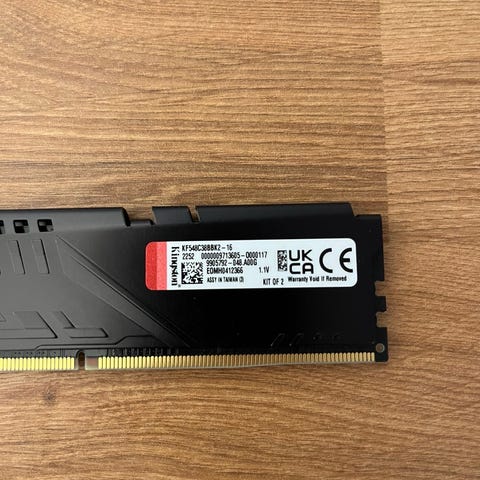 Kingston
KF548C38BBK2-16
2252 0000009713605-O000117
9905792-048.A00G
EDMH0412366 1.1V
ASSY IN TAIWAN (3) KIT OF 2
UK
CA CE
Warranty Void If Removed